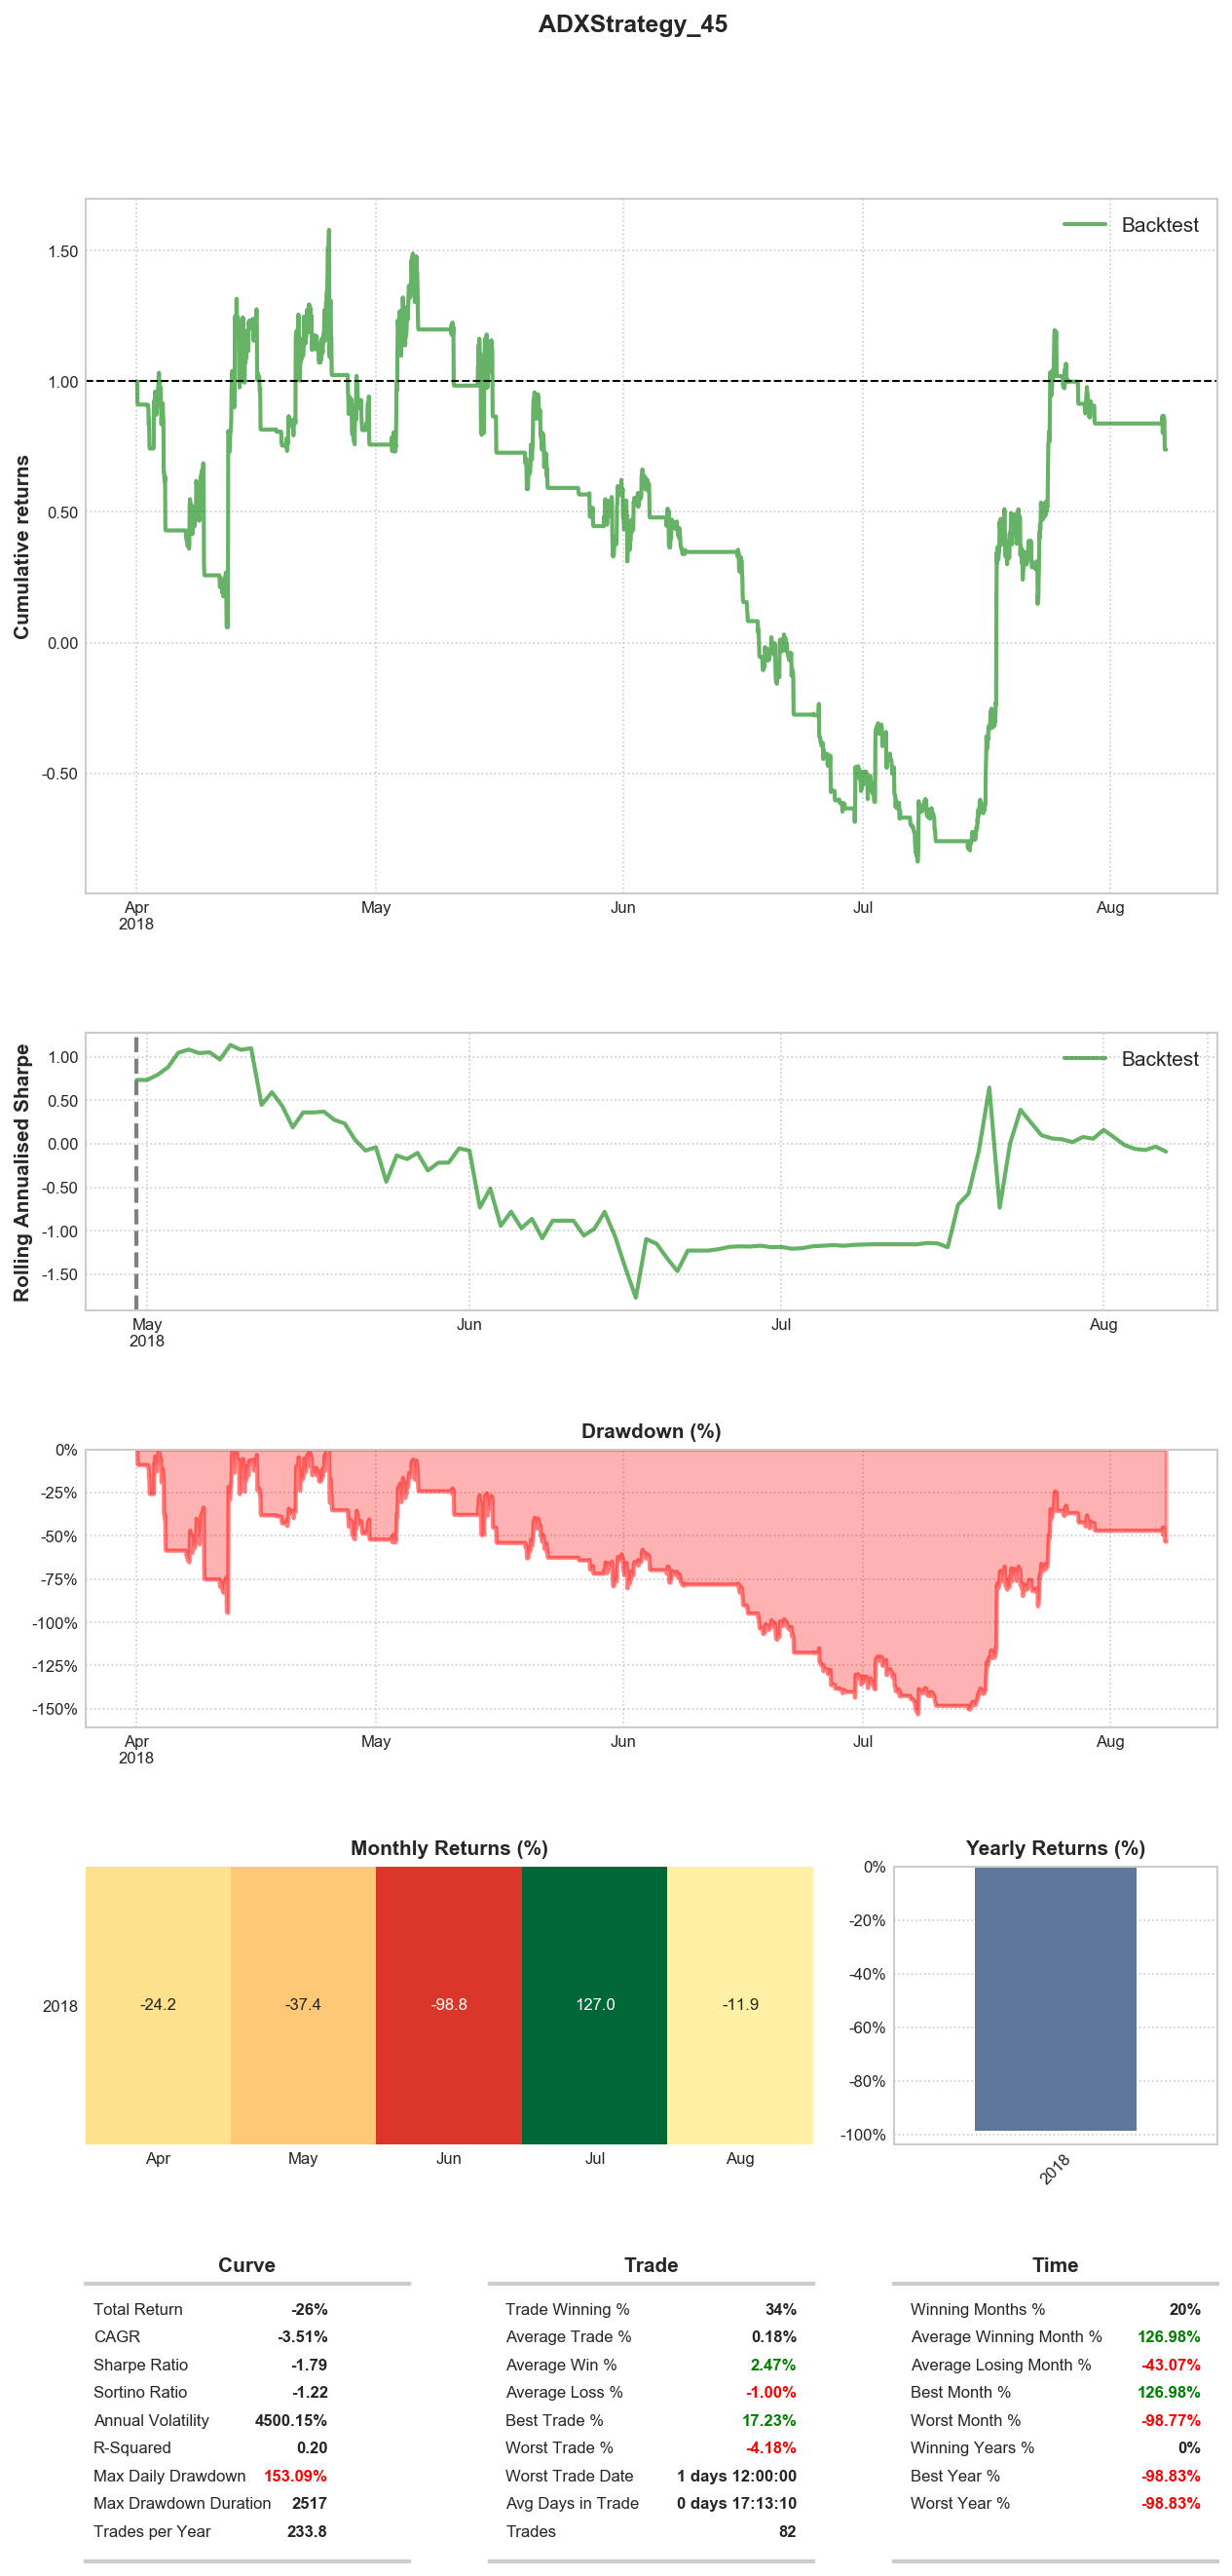 ADXStrategy_45
Backtest
Cumulative returns
1.50
1.00
0.50
0.00
-0.50
Apr May Jun Jul Aug
2018
Backtest
Rolling Annualised Sharpe
1.00
0.50
0.00
-0.50
-1.00
-1.50
May Jun Jul Aug
2018
Drawdown (%)
0%
-25%
-50%
-75%
-100%
-125%
-150%
Apr May Jun Jul Aug
2018
Monthly Returns (%)
2018 -24.2 -37.4 -98.8 127.0 -11.9
Apr May Jun Jul Aug
Yearly Returns (%)
0%
-20%
-40%
-60%
-80%
-100%
2018
Curve
Total Return -26%
CAGR -3.51%
Sharpe Ratio -1.79
Sortino Ratio -1.22
Annual Volatility 4500.15%
R-Squared 0.20
Max Daily Drawdown 153.09%
Max Drawdown Duration 2517
Trades per Year 233.8
Trade
Trade Winning % 34%
Average Trade % 0.18%
Average Win % 2.47%
Average Loss % -1.00%
Best Trade % 17.23%
Worst Trade % -4.18%
Worst Trade Date 1 days 12:00:00
Avg Days in Trade 0 days 17:13:10
Trades 82
Time
Winning Months % 20%
Average Winning Month % 126.98%
Average Losing Month % -43.07%
Best Month % 126.98%
Worst Month % -98.77%
Winning Years % 0%
Best Year % -98.83%
Worst Year % -98.83%